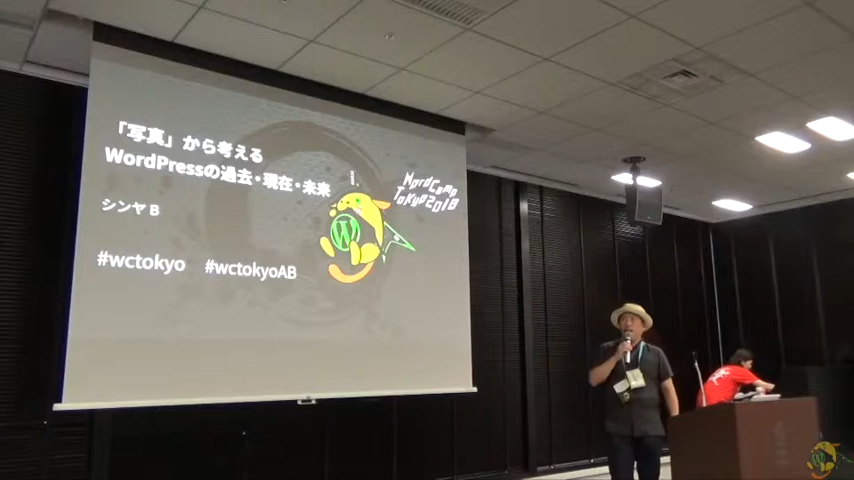 「写真」から考える
WordPressの過去・現在・未来
シンヤ B
#wctokyo #wctokyoAB
WordCamp
Tokyo2018